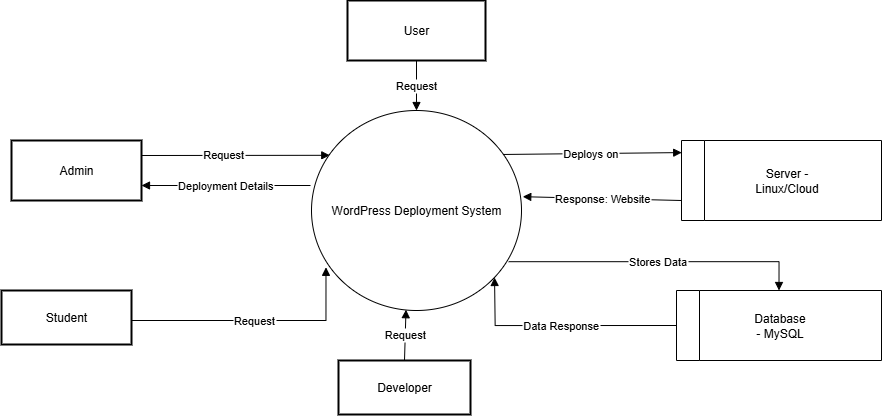 User
Request
Admin
Request
Deployment Details
WordPress Deployment System
Deploys on
Response: Website
Server -
Linux/Cloud
Stores Data
Student
Request
Data Response
Database
- MySQL
Request
Developer